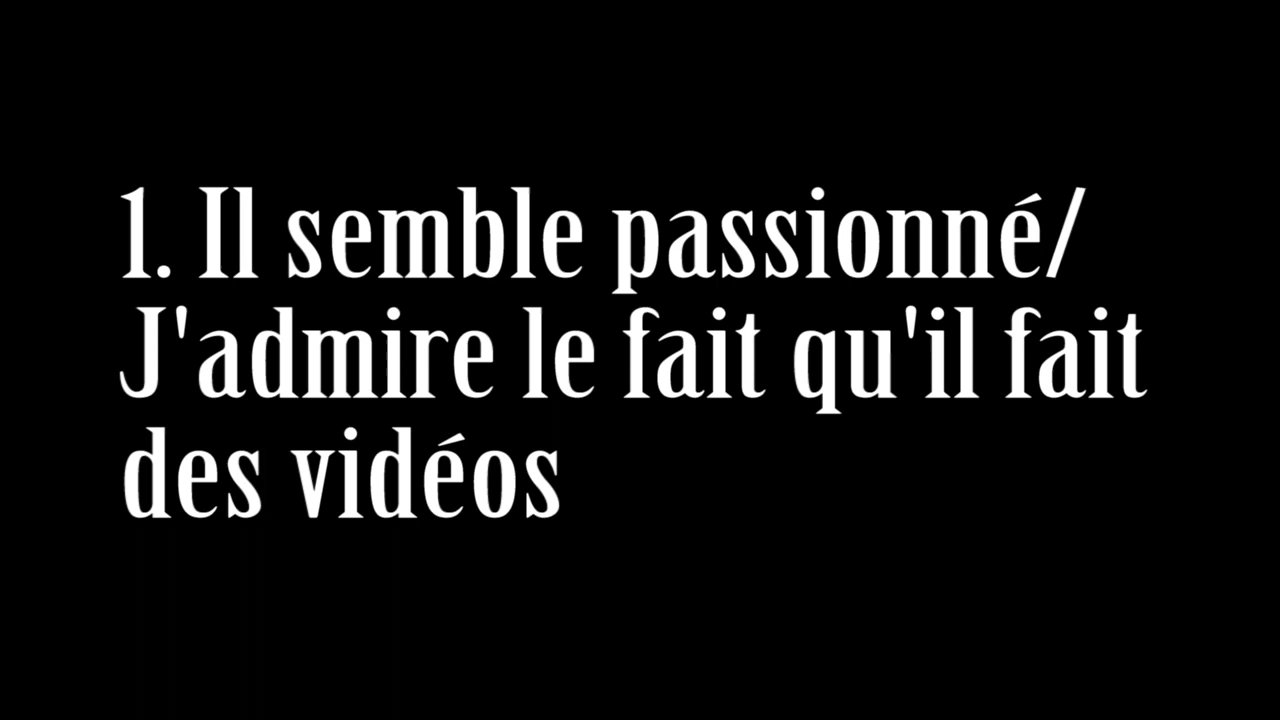 1. Il semble passionné/
J'admire le fait qu'il fait
des vidéos